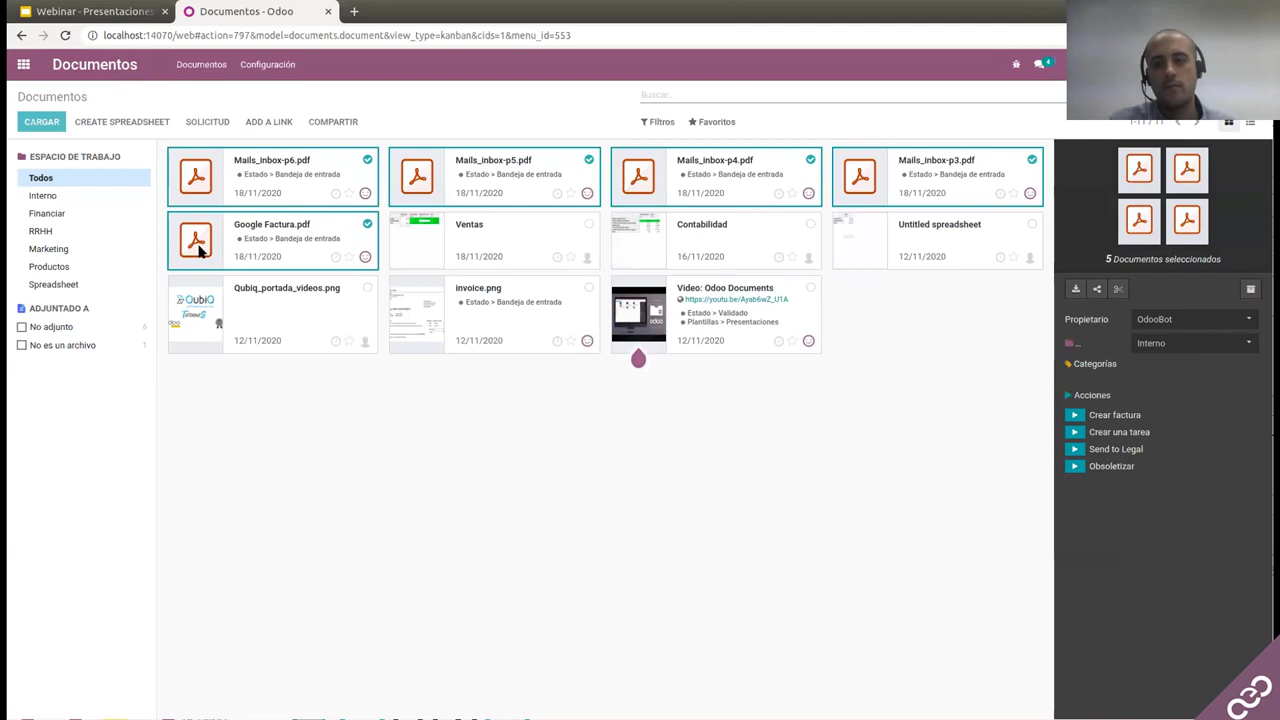 Webinar - Presentaciones
Documentos - Odoo
localhost:14070/web#action=797&model=documents.document&view_type=kanban&cids=1&menu_id=553
Documentos
Documentos
Configuración
4
Documentos
Buscar...
CARGAR
CREATE SPREADSHEET
SOLICITUD
ADD A LINK
COMPARTIR
Filtros
Favoritos
ESPACIO DE TRABAJO
Todos
Interno
Financiar
RRHH
Marketing
Productos
Spreadsheet
ADJUNTADO A
No adjunto 6
No es un archivo 1
Mails_inbox-p6.pdf
Estado > Bandeja de entrada
18/11/2020
Mails_inbox-p5.pdf
Estado > Bandeja de entrada
18/11/2020
Mails_inbox-p4.pdf
Estado > Bandeja de entrada
18/11/2020
Mails_inbox-p3.pdf
Estado > Bandeja de entrada
18/11/2020
Google Factura.pdf
Estado > Bandeja de entrada
18/11/2020
Ventas
18/11/2020
Contabilidad
16/11/2020
Untitled spreadsheet
12/11/2020
Qubiq_portada_videos.png
12/11/2020
invoice.png
Estado > Bandeja de entrada
12/11/2020
Video: Odoo Documents
https://youtu.be/Ayab6wZ_U1A
Estado > Validado
Plantillas > Presentaciones
12/11/2020
5 Documentos seleccionados
Propietario
OdooBot
...
Interno
Categorías
Acciones
Crear factura
Crear una tarea
Send to Legal
Obsoletizar